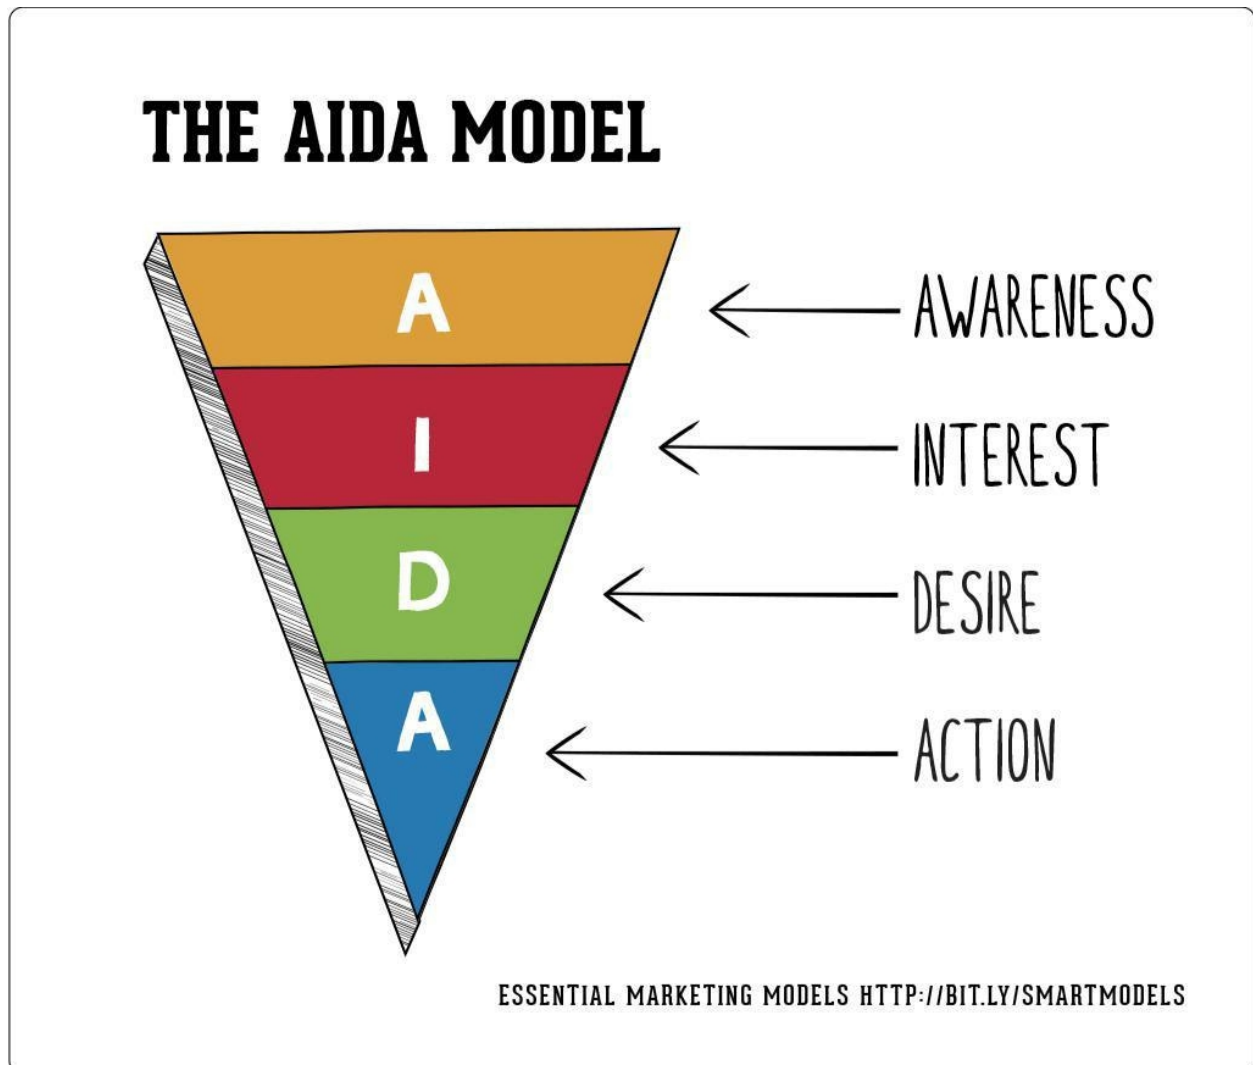 THE AIDA MODEL
A
AWARENESS
I
INTEREST
D
DESIRE
A
ACTION
ESSENTIAL MARKETING MODELS HTTP://BIT.LY/SMARTMODELS